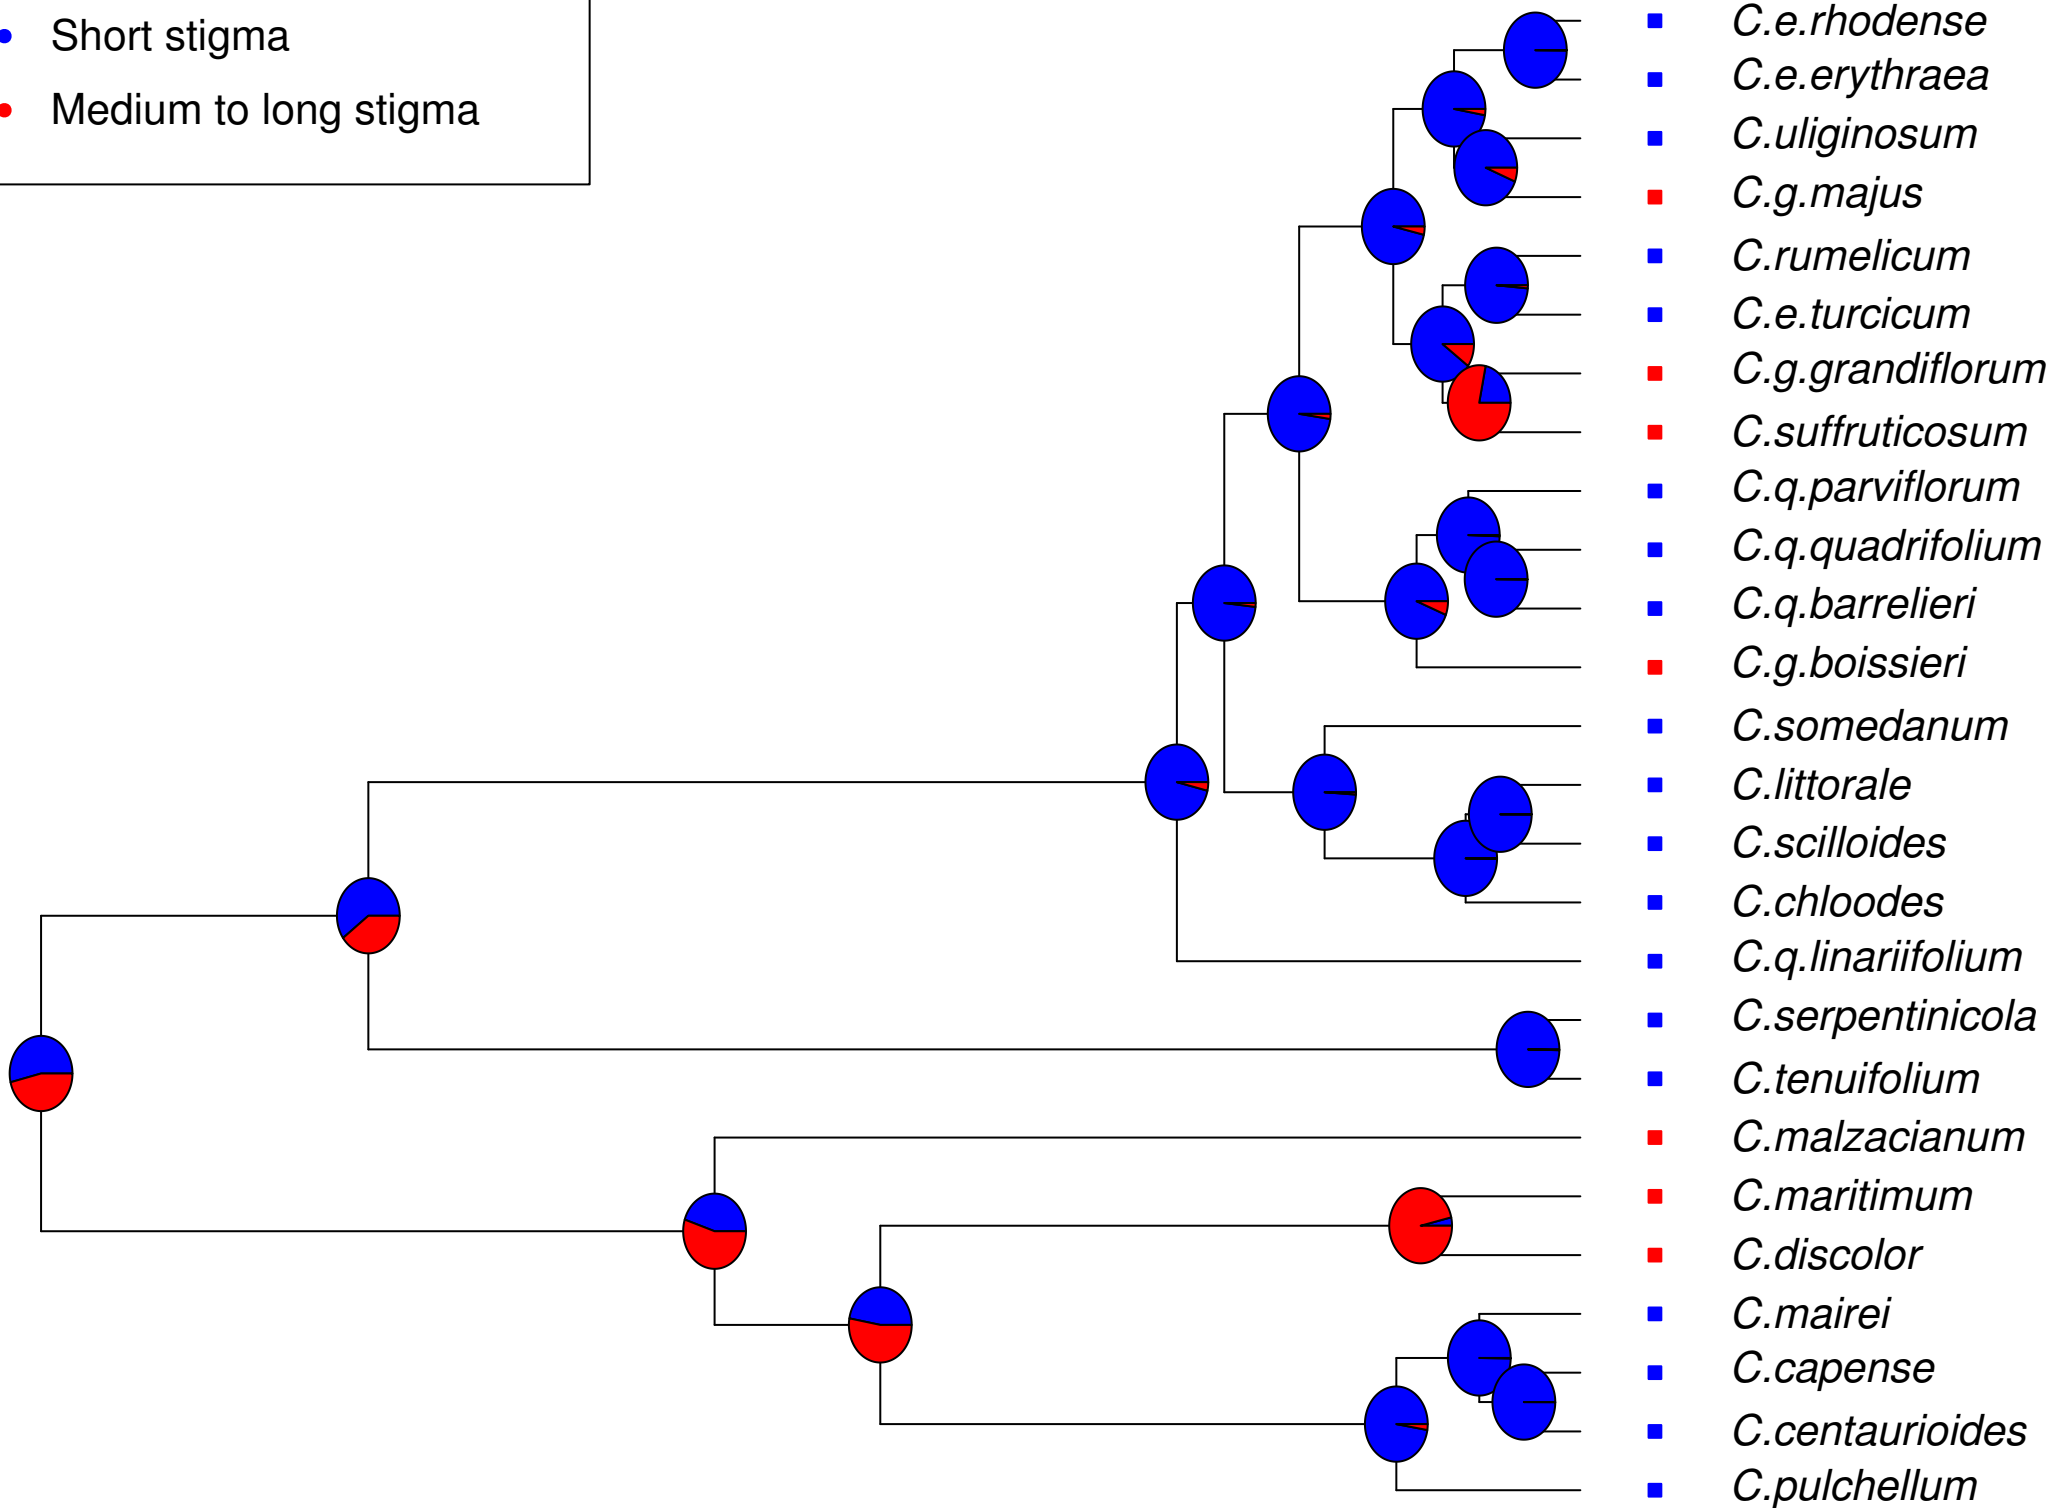 Short stigma
Medium to long stigma
C.e.rhodense
C.e.erythraea
C.uliginosum
C.g.majus
C.rumelicum
C.e.turcicum
C.g.grandiflorum
C.suffruticosum
C.q.parviflorum
C.q.quadrifolium
C.q.barrelieri
C.g.boissieri
C.somedanum
C.littorale
C.scilloides
C.chloodes
C.q.linariifolium
C.serpentinicola
C.tenuifolium
C.malzacianum
C.maritimum
C.discolor
C.mairei
C.capense
C.centaurioides
C.pulchellum